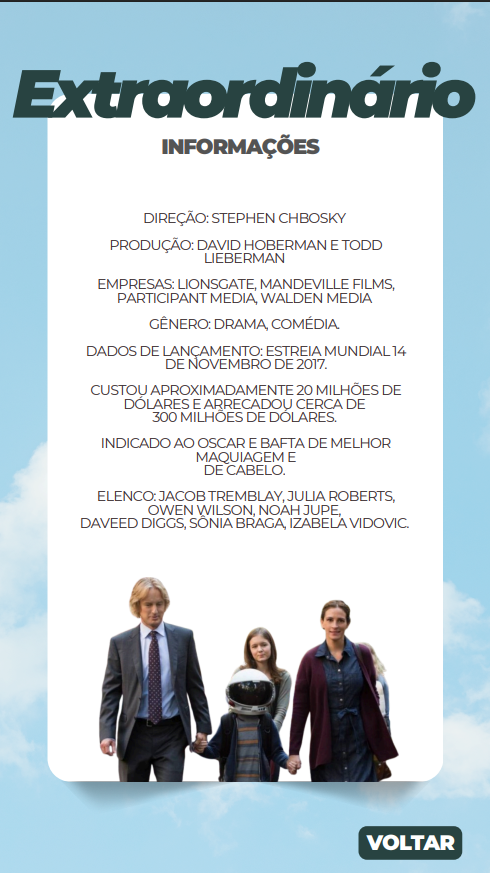 Extraordinário
INFORMAÇÕES
DIREÇÃO: STEPHEN CHBOSKY
PRODUÇÃO: DAVID HOBERMAN E TODD
LIEBERMAN
EMPRESAS: LIONSGATE, MANDEVILLE FILMS,
PARTICIPANT MEDIA, WALDEN MEDIA
GÊNERO: DRAMA, COMÉDIA.
DADOS DE LANÇAMENTO: ESTREIA MUNDIAL 14
DE NOVEMBRO DE 2017.
CUSTOU APROXIMADAMENTE 20 MILHÕES DE
DÓLARES E ARRECADOU CERCA DE
300 MILHÕES DE DÓLARES.
INDICADO AO OSCAR E BAFTA DE MELHOR
MAQUIAGEM E
DE CABELO.
ELENCO: JACOB TREMBLAY, JULIA ROBERTS,
OWEN WILSON, NOAH JUPE,
DAVEED DIGGS, SÔNIA BRAGA, IZABELA VIDOVIC.
VOLTAR